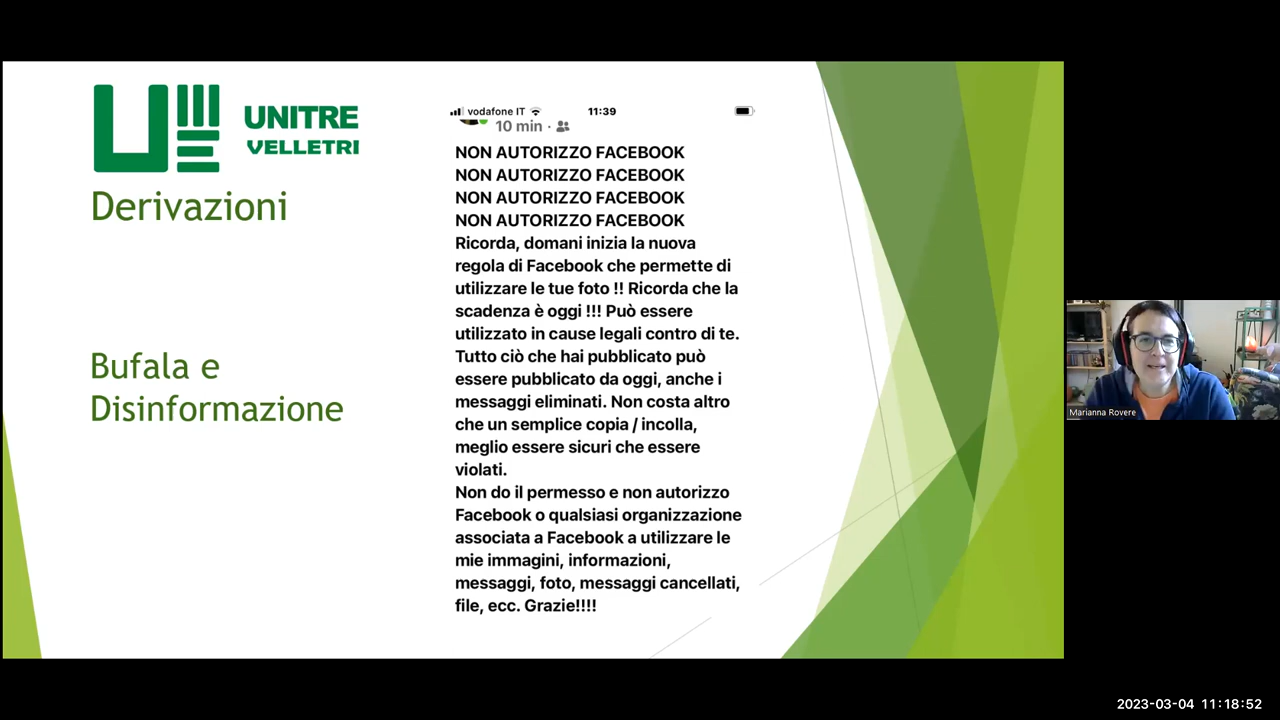 UNITRE
VELLETRI
Derivazioni
Bufala e
Disinformazione
vodafone IT
11:39
10 min ·
NON AUTORIZZO FACEBOOK
NON AUTORIZZO FACEBOOK
NON AUTORIZZO FACEBOOK
NON AUTORIZZO FACEBOOK
Ricorda, domani inizia la nuova
regola di Facebook che permette di
utilizzare le tue foto !! Ricorda che la
scadenza è oggi !!! Può essere
utilizzato in cause legali contro di te.
Tutto ciò che hai pubblicato può
essere pubblicato da oggi, anche i
messaggi eliminati. Non costa altro
che un semplice copia / incolla,
meglio essere sicuri che essere
violati.
Non do il permesso e non autorizzo
Facebook o qualsiasi organizzazione
associata a Facebook a utilizzare le
mie immagini, informazioni,
messaggi, foto, messaggi cancellati,
file, ecc. Grazie!!!!
Marianna Rovere
2023-03-04 11:18:52